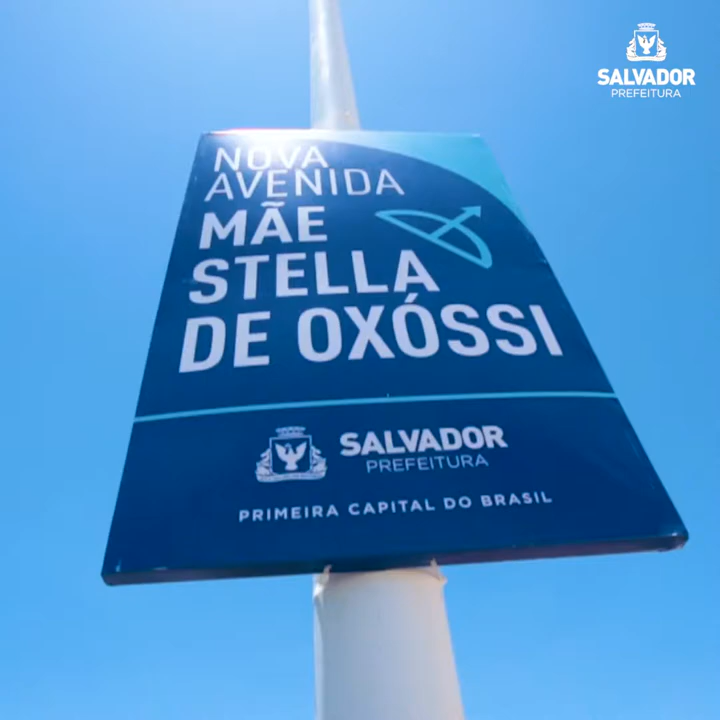 SALVADOR
PREFEITURA
NOVA
AVENIDA
MÃE
STELLA
DE OXÓSSI
SALVADOR
PREFEITURA
PRIMEIRA CAPITAL DO BRASIL